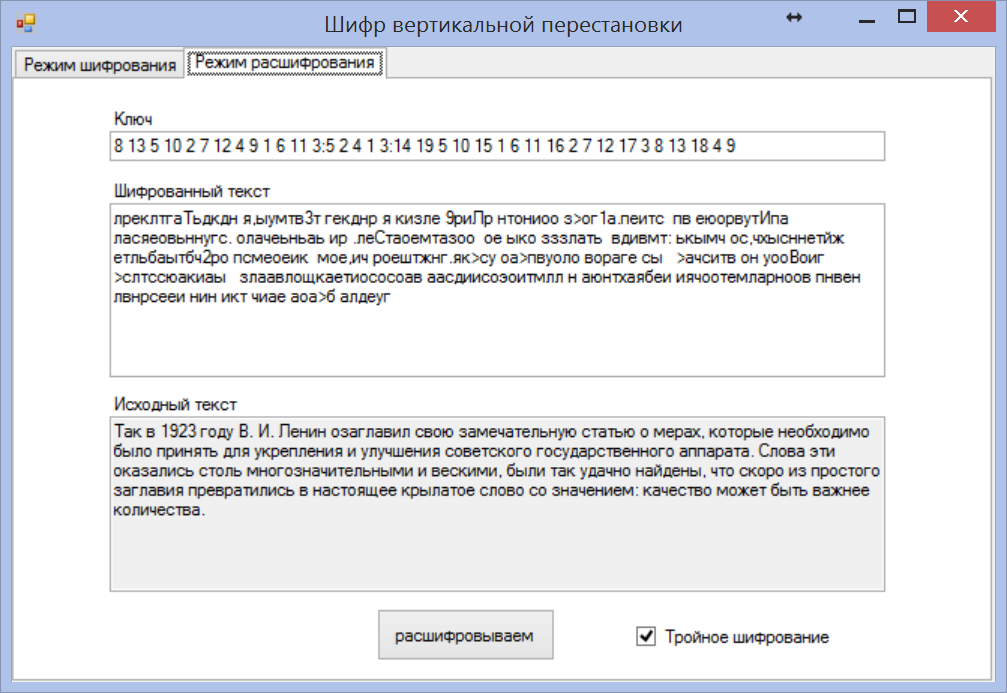 Шифр вертикальной перестановки
Режим шифрования Режим расшифрования
Ключ
8 13 5 10 2 7 12 4 9 1 6 11 3:5 2 4 1 3:14 19 5 10 15 1 6 11 16 2 7 12 17 3 8 13 18 4 9
Шифрованный текст
лреклтгаТьдкдн я,ыумтв3т гекднр я кизле 9риПр нтониоо з>ог1а.пеитс  пв еюорвутИпа
ласяеовьннугс. олачеьньаь ир .леСтаоемтазоо  ое ыко зззлать  вдивмт: ькымч ос,чхысннетйж
етльбаытбч2ро псмеоеик  мое,ич роештжнг.як>су оа>пвуоло вораге сы   >ачситв он уооВоиг
>слтссюакиаы   злаавлощкаетиососоав аасдиисоэоитмлл н аюнтхаябеи иячоотемларноов пнвен
лвнрсееи нин икт чиае аоа>б алдеуг
Исходный текст
Так в 1923 году В. И. Ленин озаглавил свою замечательную статью о мерах, которые необходимо
было принять для укрепления и улучшения советского государственного аппарата. Слова эти
оказались столь многозначительными и вескими, были так удачно найдены, что скоро из простого
заглавия превратились в настоящее крылатое слово со значением: качество может быть важнее
количества.
расшифровываем Тройное шифрование